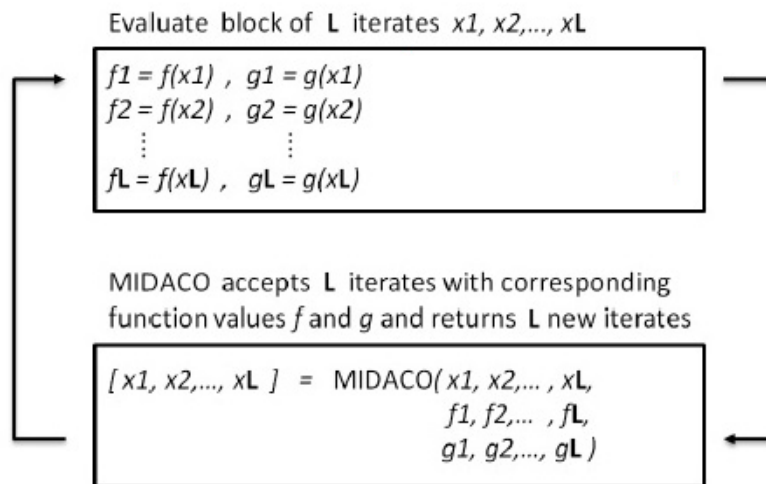 Evaluate block of L iterates x1, x2,..., xL
f1 = f(x1) , g1 = g(x1)
f2 = f(x2) , g2 = g(x2)
⋮ ⋮
fL = f(xL) , gL = g(xL)
MIDACO accepts L iterates with corresponding
function values f and g and returns L new iterates
[ x1, x2,..., xL ] = MIDACO( x1, x2,... , xL,
f1, f2,... , fL,
g1, g2,..., gL )